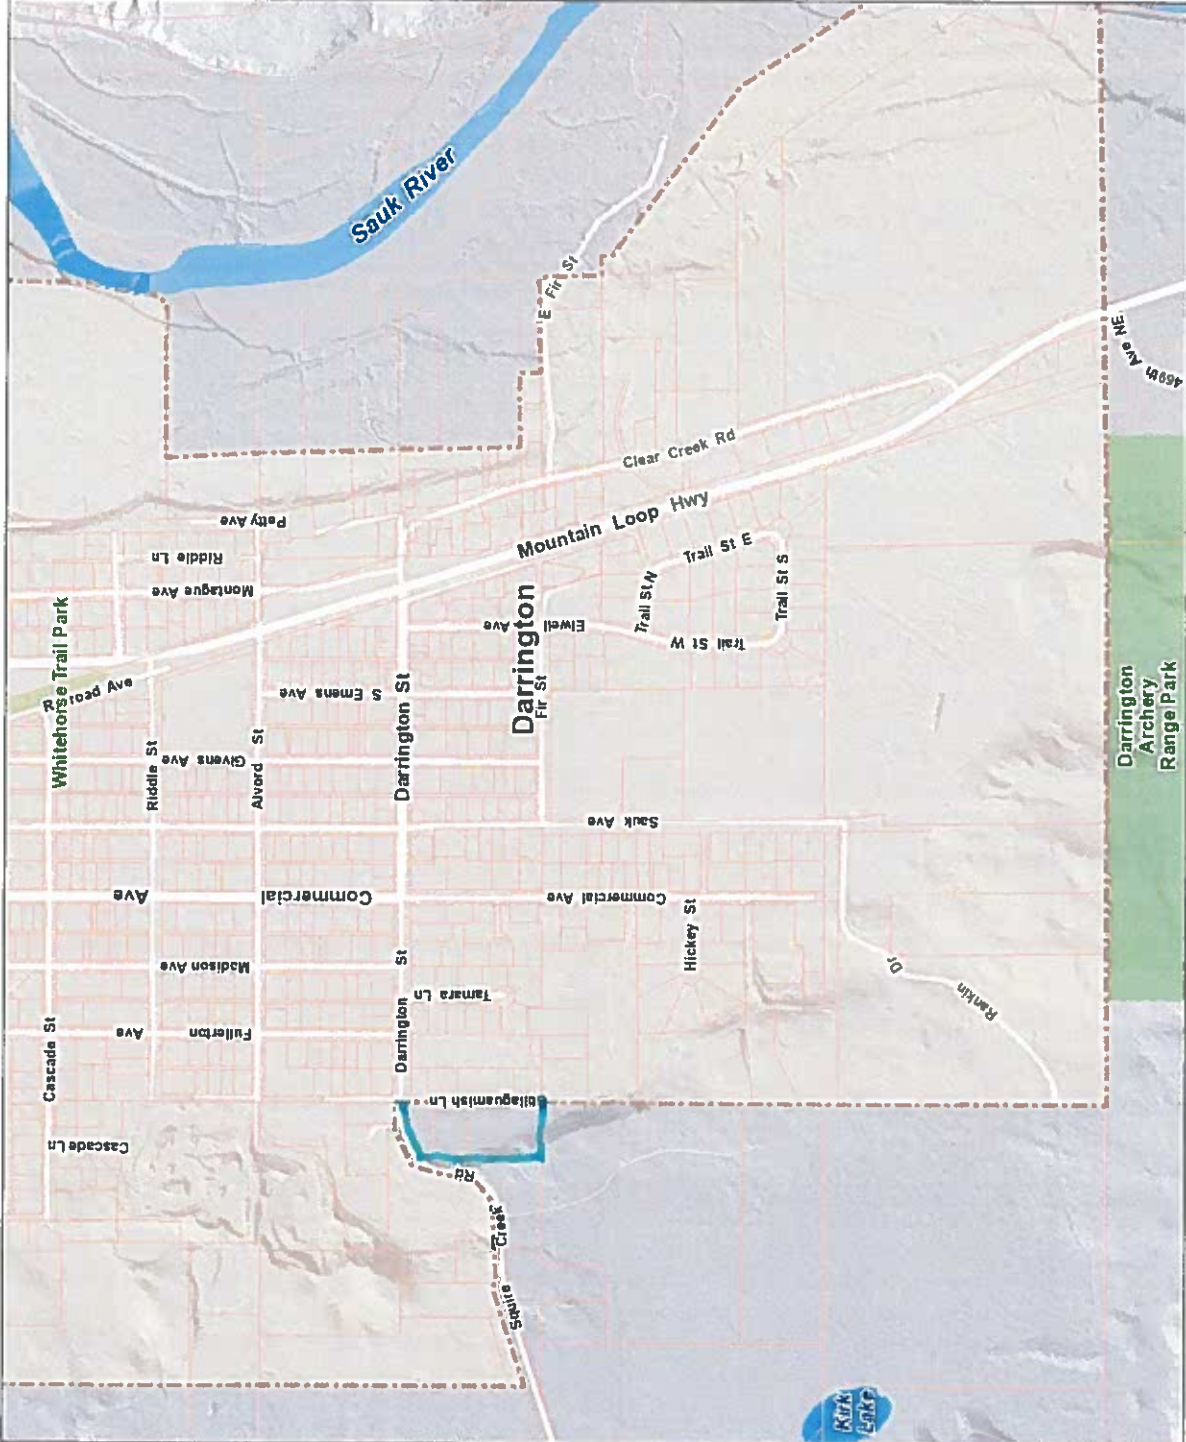 Sauk River
Whitehorse Trail Park
road Ave
Patty Ave
Riddle Ln
Montague Ave
E Fir St
Clear Creek Rd
Mountain Loop Hwy
469th Ave NE
Trail St E
Trail St N
Trail St S
Trail St W
Elwell Ave
Darrington
Fir St
S Emens Ave
Darrington St
Givens Ave
Riddle St
Alvord St
Sauk Ave
Commercial Ave
Commercial Ave
Hickey St
Madison Ave
Tamara Ln
Fullerton Ave
Darrington St
Cascade St
Cascade Ln
Stillaguamish Ln
Squire Creek Rd
Rankin Dr
Darrington
Archery
Range Park
Kirk
Lake